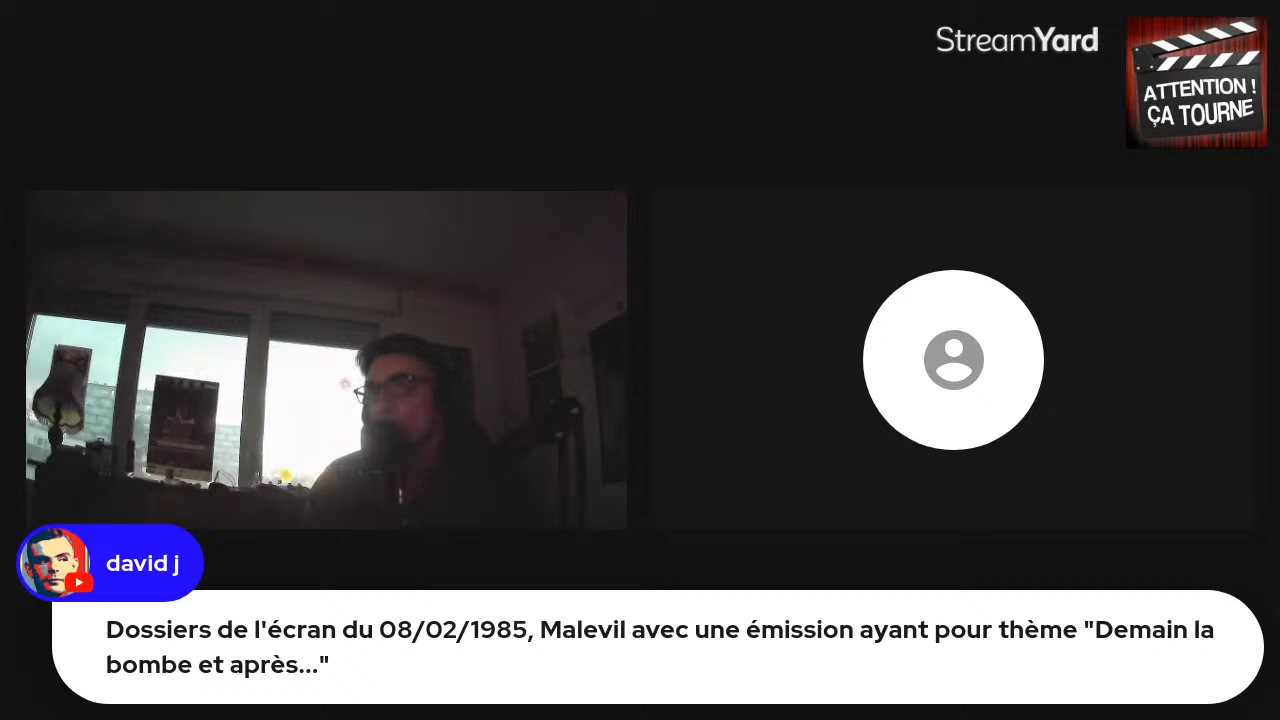 StreamYard
ATTENTION !
ÇA TOURNE
david j
Dossiers de l'écran du 08/02/1985, Malevil avec une émission ayant pour thème "Demain la
bombe et après..."